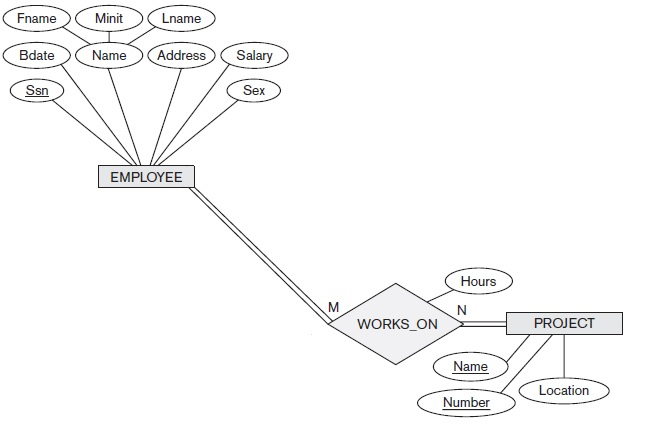 Fname
Minit
Lname
Bdate
Name
Address
Salary
Ssn
Sex
EMPLOYEE
Hours
M
N
WORKS_ON
PROJECT
Name
Location
Number